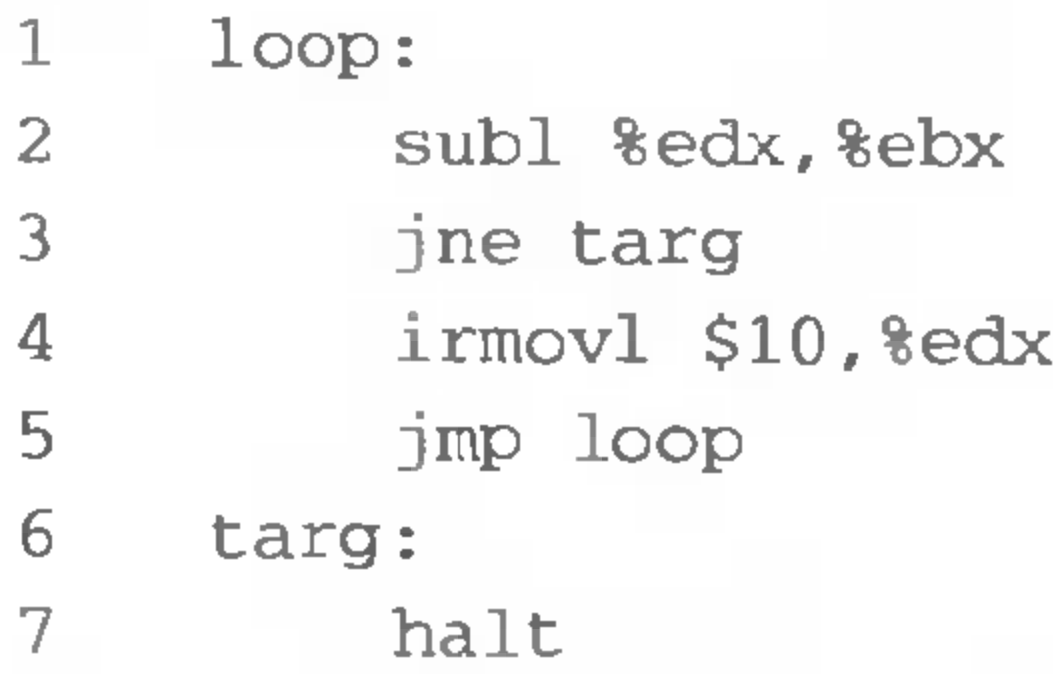 1 loop:
2 subl %edx,%ebx
3 jne targ
4 irmovl $10,%edx
5 jmp loop
6 targ:
7 halt